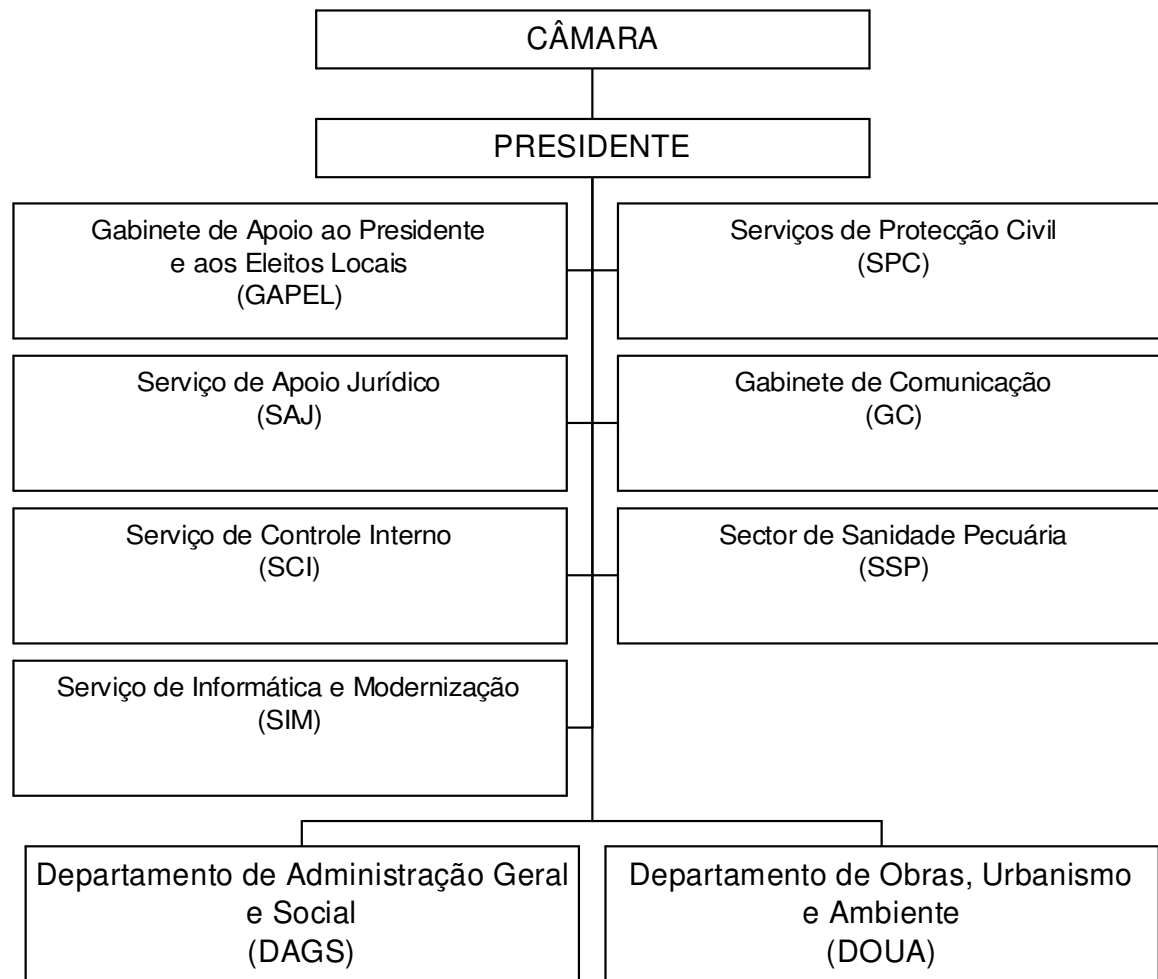 CÂMARA
PRESIDENTE
Gabinete de Apoio ao Presidente
e aos Eleitos Locais
(GAPEL)
Serviços de Protecção Civil
(SPC)
Serviço de Apoio Jurídico
(SAJ)
Gabinete de Comunicação
(GC)
Serviço de Controle Interno
(SCI)
Sector de Sanidade Pecuária
(SSP)
Serviço de Informática e Modernização
(SIM)
Departamento de Administração Geral
e Social
(DAGS)
Departamento de Obras, Urbanismo
e Ambiente
(DOUA)